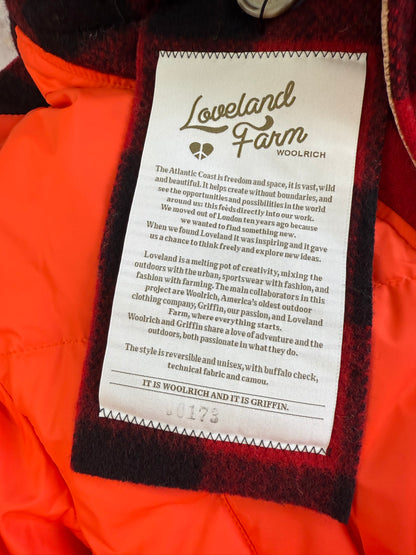 Loveland
Farm
WOOLRICH
The Atlantic Coast is freedom and space, it is vast, wild
and beautiful. It helps create without boundaries, and
see the opportunities and possibilities in the world
around us: this feeds directly into our work.
We moved out of London ten years ago because
we wanted to find something new.
When we found Loveland it was inspiring and it gave
us a chance to think freely and explore new ideas.
Loveland is a melting pot of creativity, mixing the
outdoors with the urban, sportswear with fashion, and
fashion with farming. The main collaborators in this
project are Woolrich, America's oldest outdoor
clothing company, Griffin, our passion, and Loveland
Farm, where everything starts.
Woolrich and Griffin share a love of adventure and the
outdoors, both passionate in what they do.
The style is reversible and unisex, with buffalo check,
technical fabric and camou.
IT IS WOOLRICH AND IT IS GRIFFIN.
00173